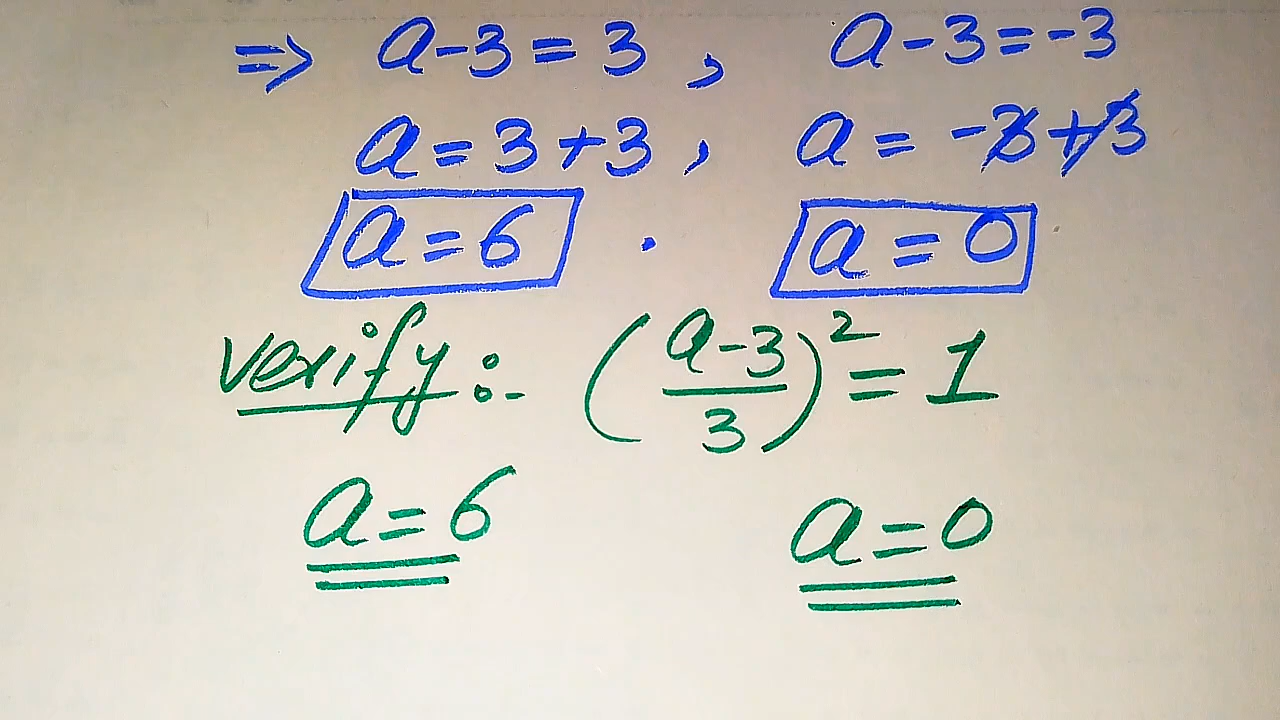 ⇒ a-3=3 , a-3=-3
a=3+3, a=-3+3
a=6 . a=0
verify:- (a-3/3)²=1
a=6 a=0